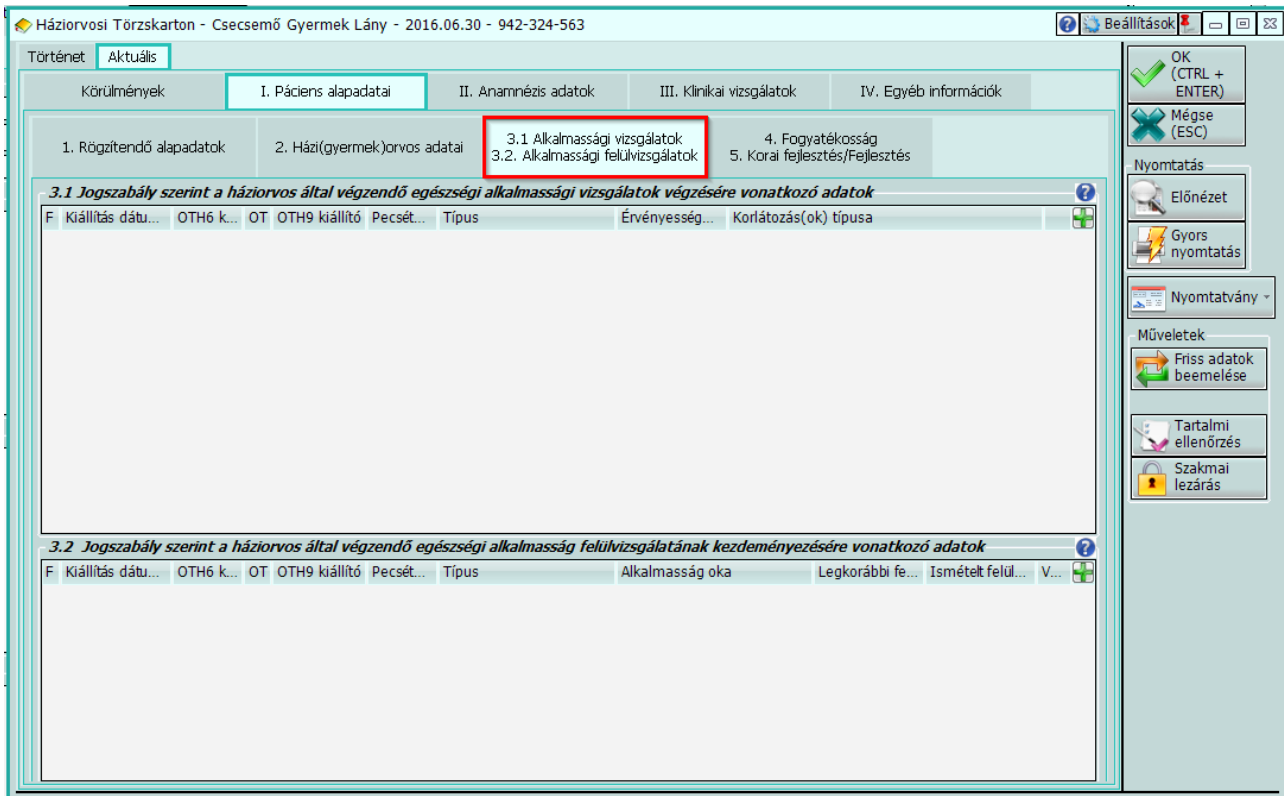 Háziorvosi Törzskarton - Csecsemő Gyermek Lány - 2016.06.30 - 942-324-563
Beállítások
Történet Aktuális
Körülmények I. Páciens alapadatai II. Anamnézis adatok III. Klinikai vizsgálatok IV. Egyéb információk
1. Rögzítendő alapadatok 2. Házi(gyermek)orvos adatai
3.1 Alkalmassági vizsgálatok
3.2. Alkalmassági felülvizsgálatok
4. Fogyatékosság
5. Korai fejlesztés/Fejlesztés
3.1 Jogszabály szerint a háziorvos által végzendő egészségi alkalmassági vizsgálatok végzésére vonatkozó adatok
F Kiállítás dátu... OTH6 k... OT OTH9 kiállító Pecsét... Típus Érvényesség... Korlátozás(ok) típusa
3.2 Jogszabály szerint a háziorvos által végzendő egészségi alkalmasság felülvizsgálatának kezdeményezésére vonatkozó adatok
F Kiállítás dátu... OTH6 k... OT OTH9 kiállító Pecsét... Típus Alkalmasság oka Legkorábbi fe... Ismételt felül... V...
OK
(CTRL +
ENTER)
Mégse
(ESC)
Nyomtatás
Előnézet
Gyors
nyomtatás
Nyomtatvány
Műveletek
Friss adatok
beemelése
Tartalmi
ellenőrzés
Szakmai
lezárás